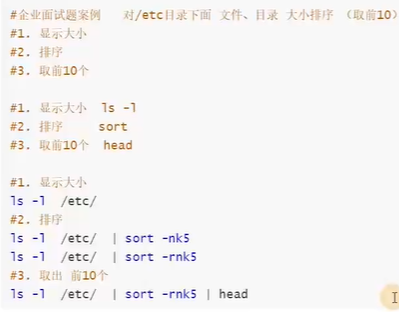 #企业面试题案例   对/etc目录下面 文件、目录 大小排序 （取前10）
#1. 显示大小
#2. 排序
#3. 取前10个
#1. 显示大小  ls -l
#2. 排序     sort
#3. 取前10个  head
#1. 显示大小
ls -l  /etc/
#2. 排序
ls -l  /etc/  | sort -nk5
ls -l  /etc/  | sort -rnk5
#3. 取出 前10个
ls -l  /etc/  | sort -rnk5 | head